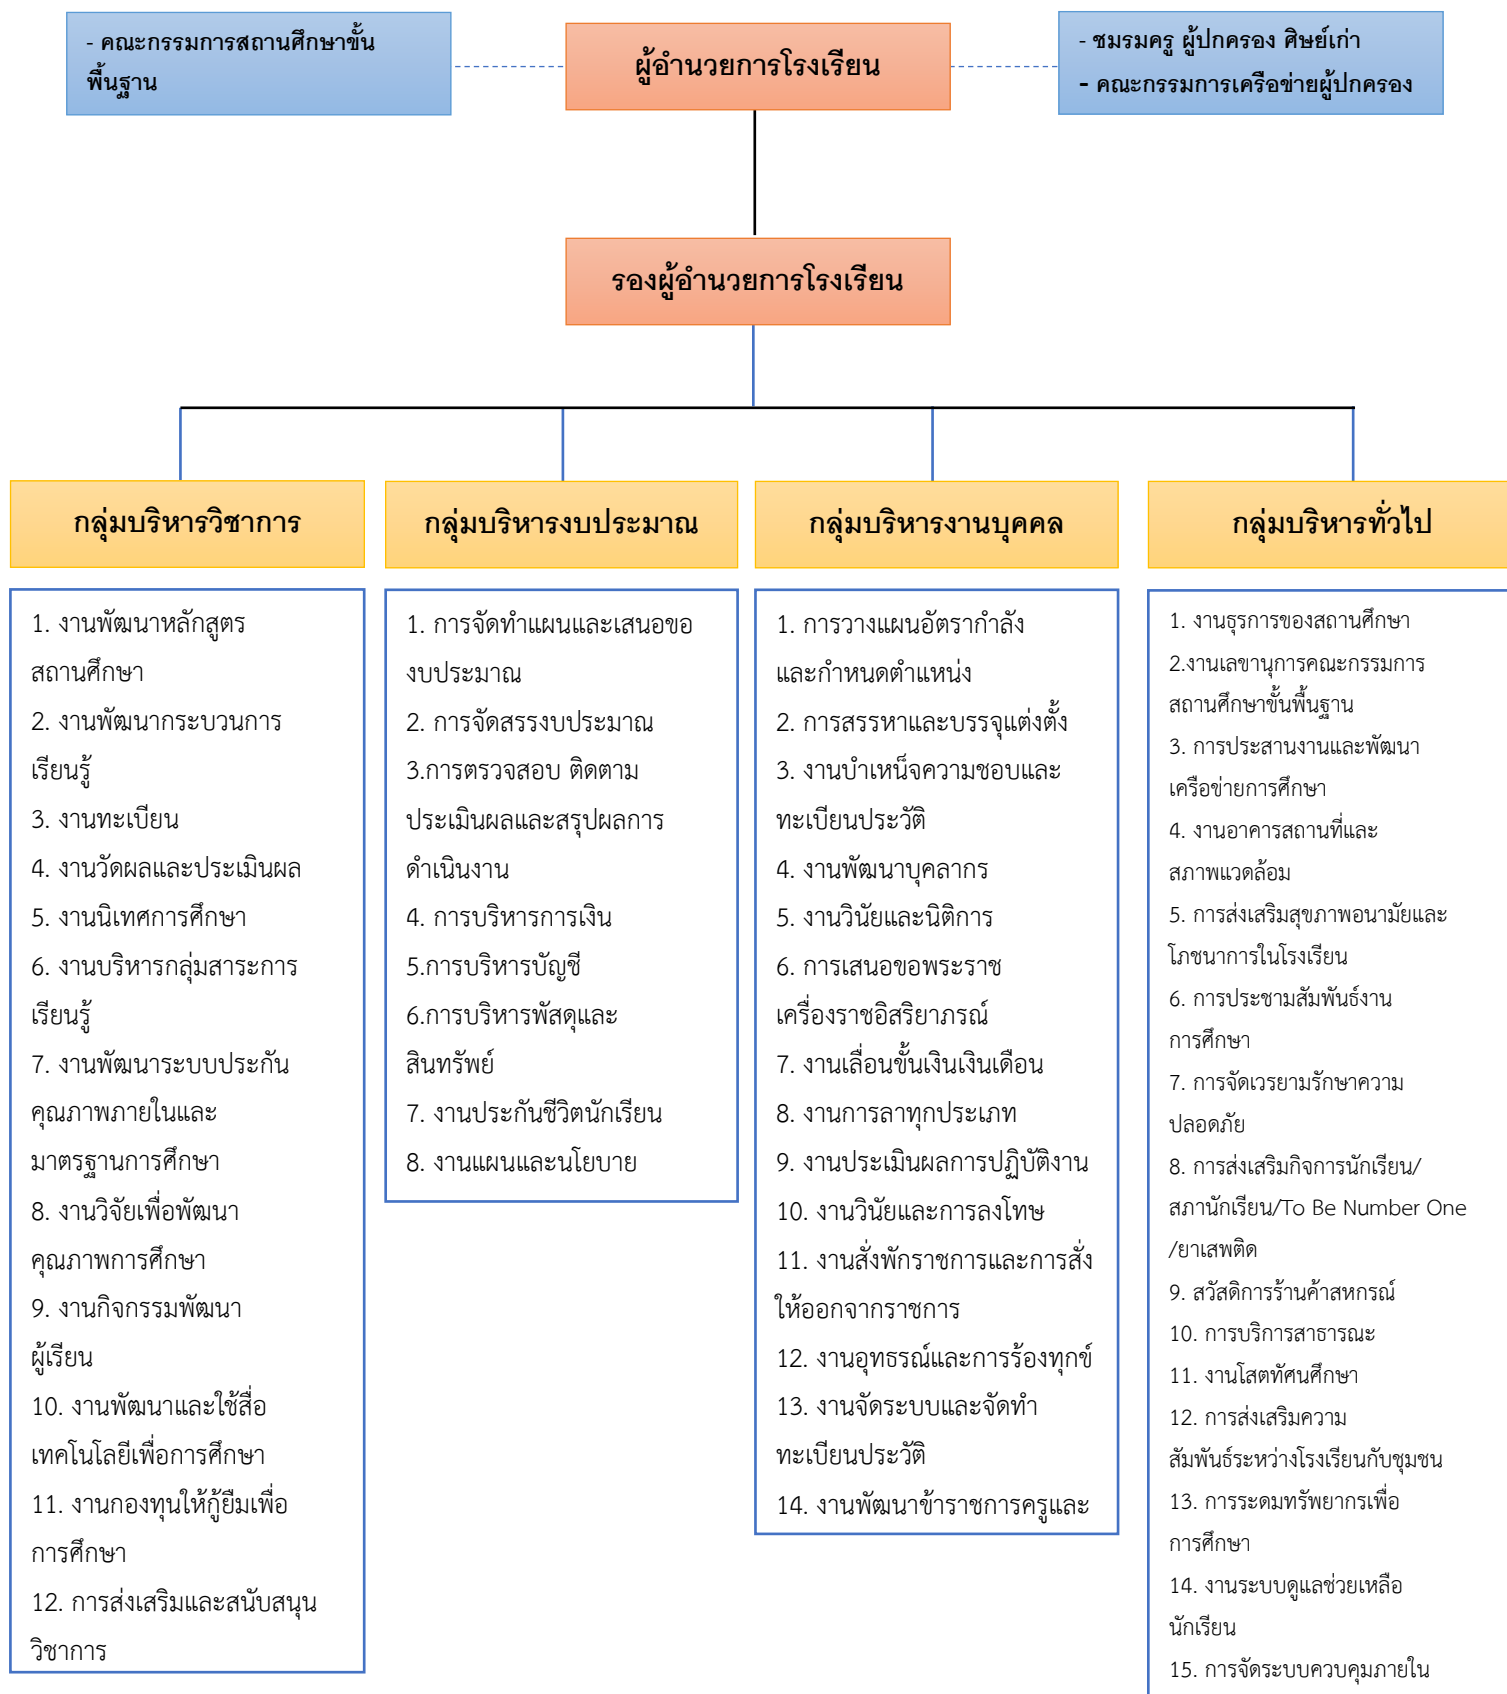 - คณะกรรมการสถานศึกษาขั้น
พื้นฐาน
ผู้อำนวยการโรงเรียน
- ชมรมครู ผู้ปกครอง ศิษย์เก่า
- คณะกรรมการเครือข่ายผู้ปกครอง
รองผู้อำนวยการโรงเรียน
กลุ่มบริหารวิชาการ
1. งานพัฒนาหลักสูตร
สถานศึกษา
2. งานพัฒนากระบวนการ
เรียนรู้
3. งานทะเบียน
4. งานวัดผลและประเมินผล
5. งานนิเทศการศึกษา
6. งานบริหารกลุ่มสาระการ
เรียนรู้
7. งานพัฒนาระบบประกัน
คุณภาพภายในและ
มาตรฐานการศึกษา
8. งานวิจัยเพื่อพัฒนา
คุณภาพการศึกษา
9. งานกิจกรรมพัฒนา
ผู้เรียน
10. งานพัฒนาและใช้สื่อ
เทคโนโลยีเพื่อการศึกษา
11. งานกองทุนให้กู้ยืมเพื่อ
การศึกษา
12. การส่งเสริมและสนับสนุน
วิชาการ
กลุ่มบริหารงบประมาณ
1. การจัดทำแผนและเสนอขอ
งบประมาณ
2. การจัดสรรงบประมาณ
3.การตรวจสอบ ติดตาม
ประเมินผลและสรุปผลการ
ดำเนินงาน
4. การบริหารการเงิน
5.การบริหารบัญชี
6.การบริหารพัสดุและ
สินทรัพย์
7. งานประกันชีวิตนักเรียน
8. งานแผนและนโยบาย
กลุ่มบริหารงานบุคคล
1. การวางแผนอัตรากำลัง
และกำหนดตำแหน่ง
2. การสรรหาและบรรจุแต่งตั้ง
3. งานบำเหน็จความชอบและ
ทะเบียนประวัติ
4. งานพัฒนาบุคลากร
5. งานวินัยและนิติการ
6. การเสนอขอพระราช
เครื่องราชอิสริยาภรณ์
7. งานเลื่อนขั้นเงินเงินเดือน
8. งานการลาทุกประเภท
9. งานประเมินผลการปฏิบัติงาน
10. งานวินัยและการลงโทษ
11. งานสั่งพักราชการและการสั่ง
ให้ออกจากราชการ
12. งานอุทธรณ์และการร้องทุกข์
13. งานจัดระบบและจัดทำ
ทะเบียนประวัติ
14. งานพัฒนาข้าราชการครูและ
กลุ่มบริหารทั่วไป
1. งานธุรการของสถานศึกษา
2.งานเลขานุการคณะกรรมการ
สถานศึกษาขั้นพื้นฐาน
3. การประสานงานและพัฒนา
เครือข่ายการศึกษา
4. งานอาคารสถานที่และ
สภาพแวดล้อม
5. การส่งเสริมสุขภาพอนามัยและ
โภชนาการในโรงเรียน
6. การประชามสัมพันธ์งาน
การศึกษา
7. การจัดเวรยามรักษาความ
ปลอดภัย
8. การส่งเสริมกิจการนักเรียน/
สภานักเรียน/To Be Number One
/ยาเสพติด
9. สวัสดิการร้านค้าสหกรณ์
10. การบริการสาธารณะ
11. งานโสตทัศนศึกษา
12. การส่งเสริมความ
สัมพันธ์ระหว่างโรงเรียนกับชุมชน
13. การระดมทรัพยากรเพื่อ
การศึกษา
14. งานระบบดูแลช่วยเหลือ
นักเรียน
15. การจัดระบบควบคุมภายใน